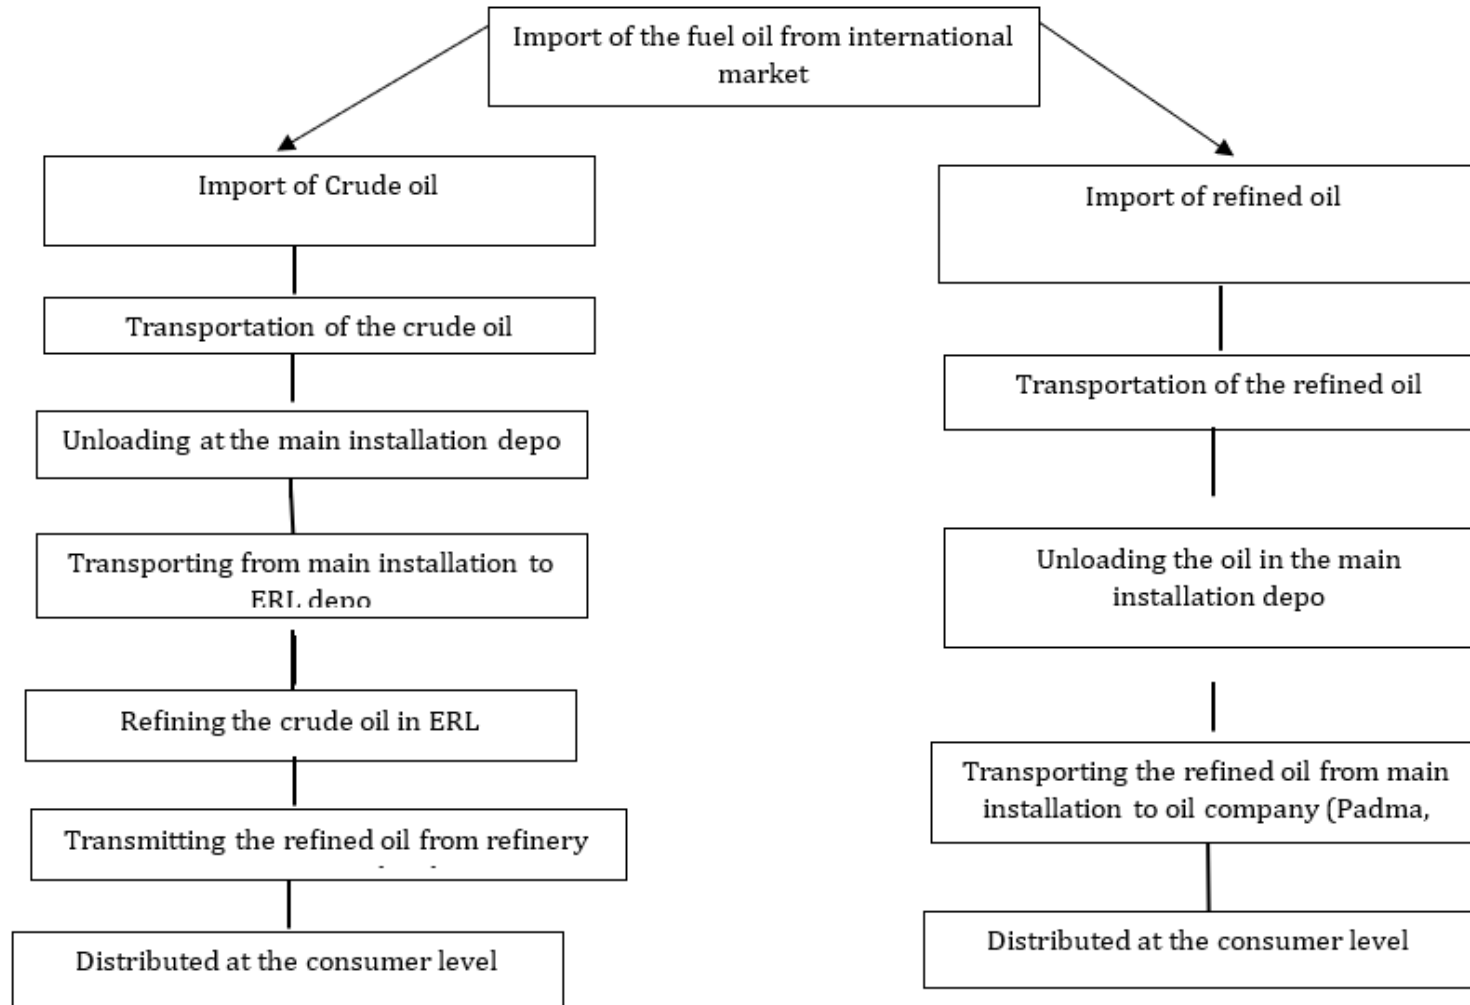 Import of the fuel oil from international
market
Import of Crude oil
Transportation of the crude oil
Unloading at the main installation depo
Transporting from main installation to
ERL depo
Refining the crude oil in ERL
Transmitting the refined oil from refinery
Distributed at the consumer level
Import of refined oil
Transportation of the refined oil
Unloading the oil in the main
installation depo
Transporting the refined oil from main
installation to oil company (Padma,
Distributed at the consumer level